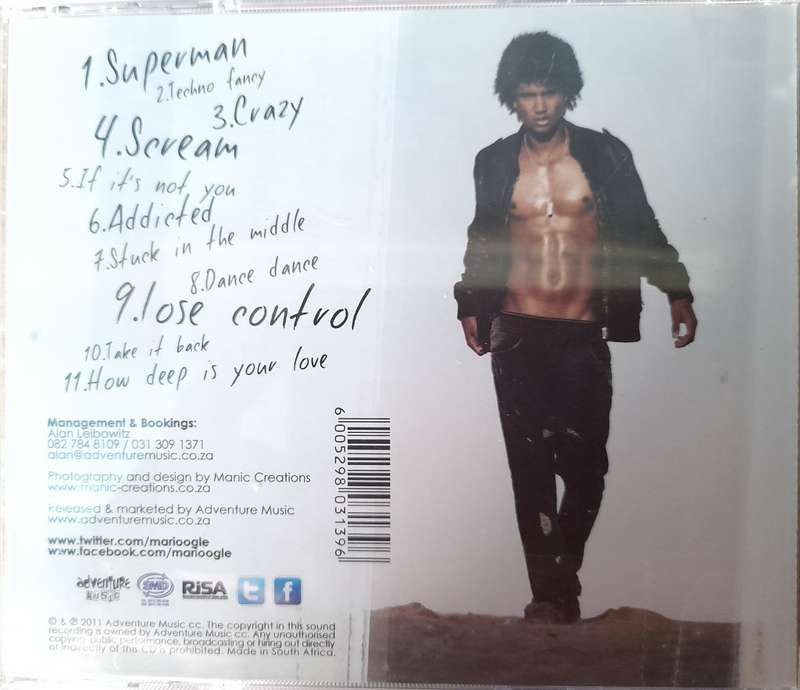 1.Superman
2.Techno fancy
3.Crazy
4.Scream
5.If it's not you
6.Addicted
7.Stuck in the middle
8.Dance dance
9.lose control
10.Take it back
11.How deep is your love
Management & Bookings:
Alan Leibowitz
082 784 8109 / 031 309 1371
alan@adventuremusic.co.za
Photography and design by Manic Creations
www.manic-creations.co.za
Released & marketed by Adventure Music
www.adventuremusic.co.za
www.twitter.com/marioogle
www.facebook.com/marioogle
adventure
music
SMD
RiSA
t
f
© & ℗ 2011 Adventure Music cc. The copyright in this sound
recording is owned by Adventure Music cc. Any unauthorised
copying public performance, broadcasting or hiring out directly
or indirectly of this CD is prohibited. Made in South Africa.
6 005298 031396